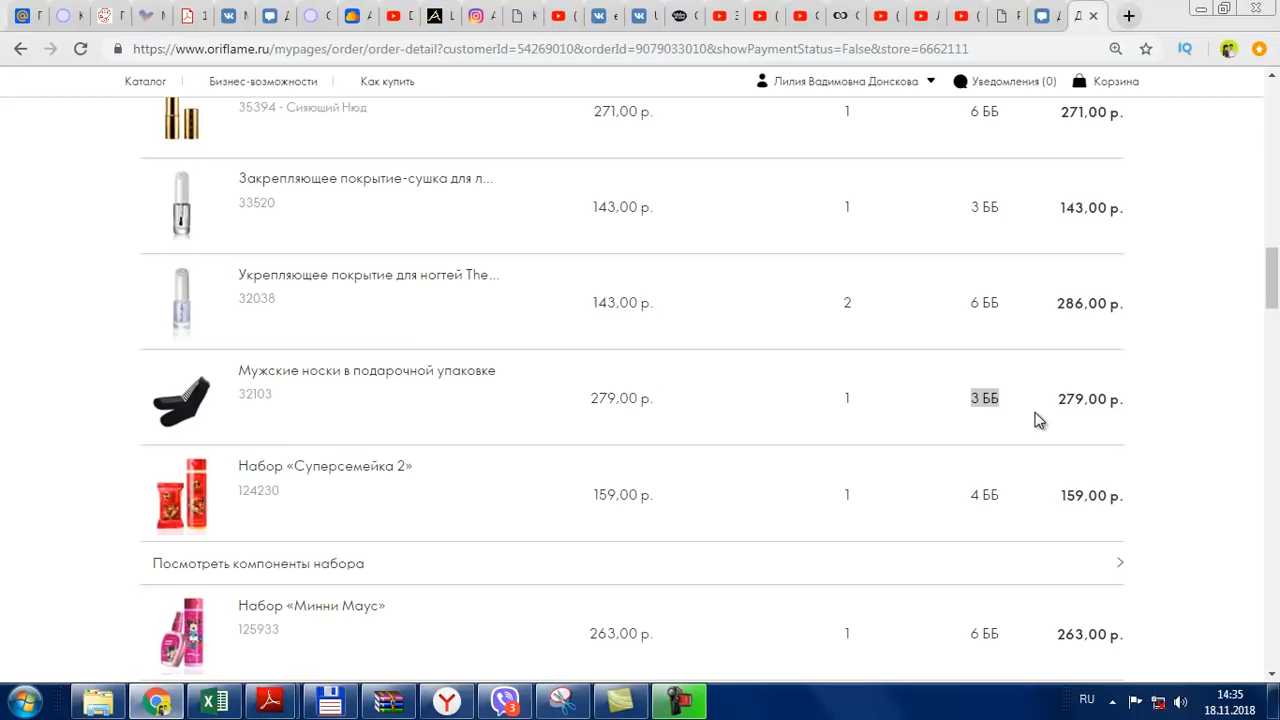 https://www.oriflame.ru/mypages/order/order-detail?customerId=54269010&orderId=9079033010&showPaymentStatus=False&store=6662111
Каталог
Бизнес-возможности
Как купить
Лилия Вадимовна Донскова
Уведомления (0)
Корзина
35394 - Сияющий Нюд
271,00 р.
1
6 ББ
271,00 р.
Закрепляющее покрытие-сушка для л...
33520
143,00 р.
1
3 ББ
143,00 р.
Укрепляющее покрытие для ногтей The...
32038
143,00 р.
2
6 ББ
286,00 р.
Мужские носки в подарочной упаковке
32103
279,00 р.
1
3 ББ
279,00 р.
Набор «Суперсемейка 2»
124230
159,00 р.
1
4 ББ
159,00 р.
Посмотреть компоненты набора
Набор «Минни Маус»
125933
263,00 р.
1
6 ББ
263,00 р.
RU
14:35
18.11.2018